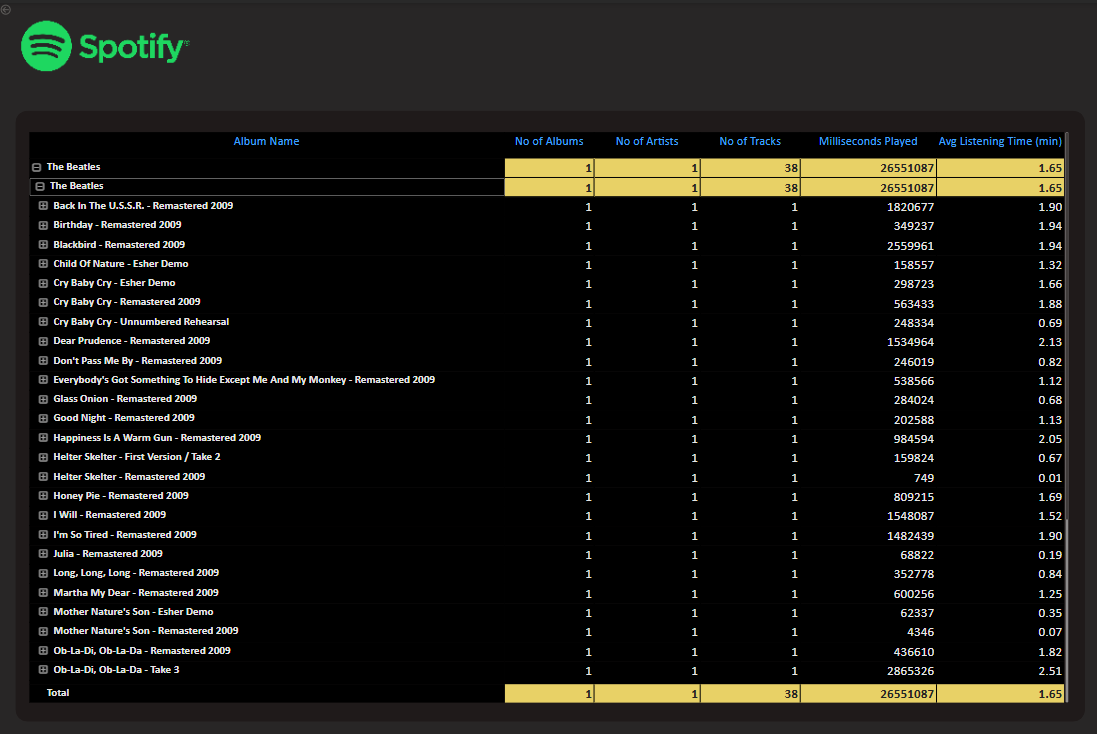 Spotify®
Album Name No of Albums No of Artists No of Tracks Milliseconds Played Avg Listening Time (min)
The Beatles 1 1 38 26551087 1.65
The Beatles 1 1 38 26551087 1.65
Back In The U.S.S.R. - Remastered 2009 1 1 1 1820677 1.90
Birthday - Remastered 2009 1 1 1 349237 1.94
Blackbird - Remastered 2009 1 1 1 2559961 1.94
Child Of Nature - Esher Demo 1 1 1 158557 1.32
Cry Baby Cry - Esher Demo 1 1 1 298723 1.66
Cry Baby Cry - Remastered 2009 1 1 1 563433 1.88
Cry Baby Cry - Unnumbered Rehearsal 1 1 1 248334 0.69
Dear Prudence - Remastered 2009 1 1 1 1534964 2.13
Don't Pass Me By - Remastered 2009 1 1 1 246019 0.82
Everybody's Got Something To Hide Except Me And My Monkey - Remastered 2009 1 1 1 538566 1.12
Glass Onion - Remastered 2009 1 1 1 284024 0.68
Good Night - Remastered 2009 1 1 1 202588 1.13
Happiness Is A Warm Gun - Remastered 2009 1 1 1 984594 2.05
Helter Skelter - First Version / Take 2 1 1 1 159824 0.67
Helter Skelter - Remastered 2009 1 1 1 749 0.01
Honey Pie - Remastered 2009 1 1 1 809215 1.69
I Will - Remastered 2009 1 1 1 1548087 1.52
I'm So Tired - Remastered 2009 1 1 1 1482439 1.90
Julia - Remastered 2009 1 1 1 68822 0.19
Long, Long, Long - Remastered 2009 1 1 1 352778 0.84
Martha My Dear - Remastered 2009 1 1 1 600256 1.25
Mother Nature's Son - Esher Demo 1 1 1 62337 0.35
Mother Nature's Son - Remastered 2009 1 1 1 4346 0.07
Ob-La-Di, Ob-La-Da - Remastered 2009 1 1 1 436610 1.82
Ob-La-Di, Ob-La-Da - Take 3 1 1 1 2865326 2.51
Total 1 1 38 26551087 1.65